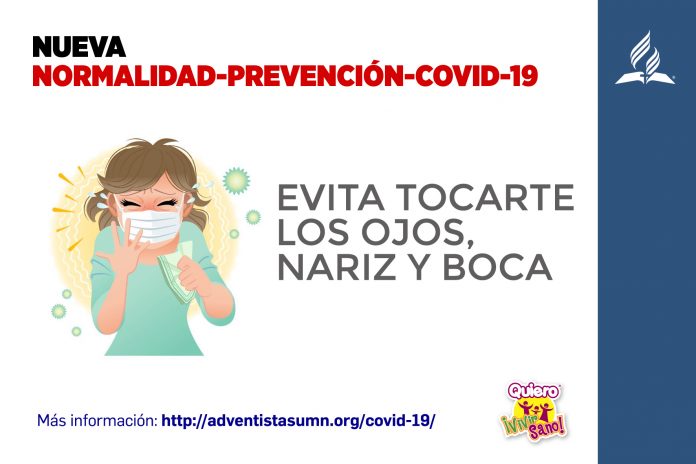 NUEVA
NORMALIDAD-PREVENCIÓN-COVID-19
EVITA TOCARTE
LOS OJOS,
NARIZ Y BOCA
Más información: http://adventistasumn.org/covid-19/
Quiero
¡Vivir
Sano!